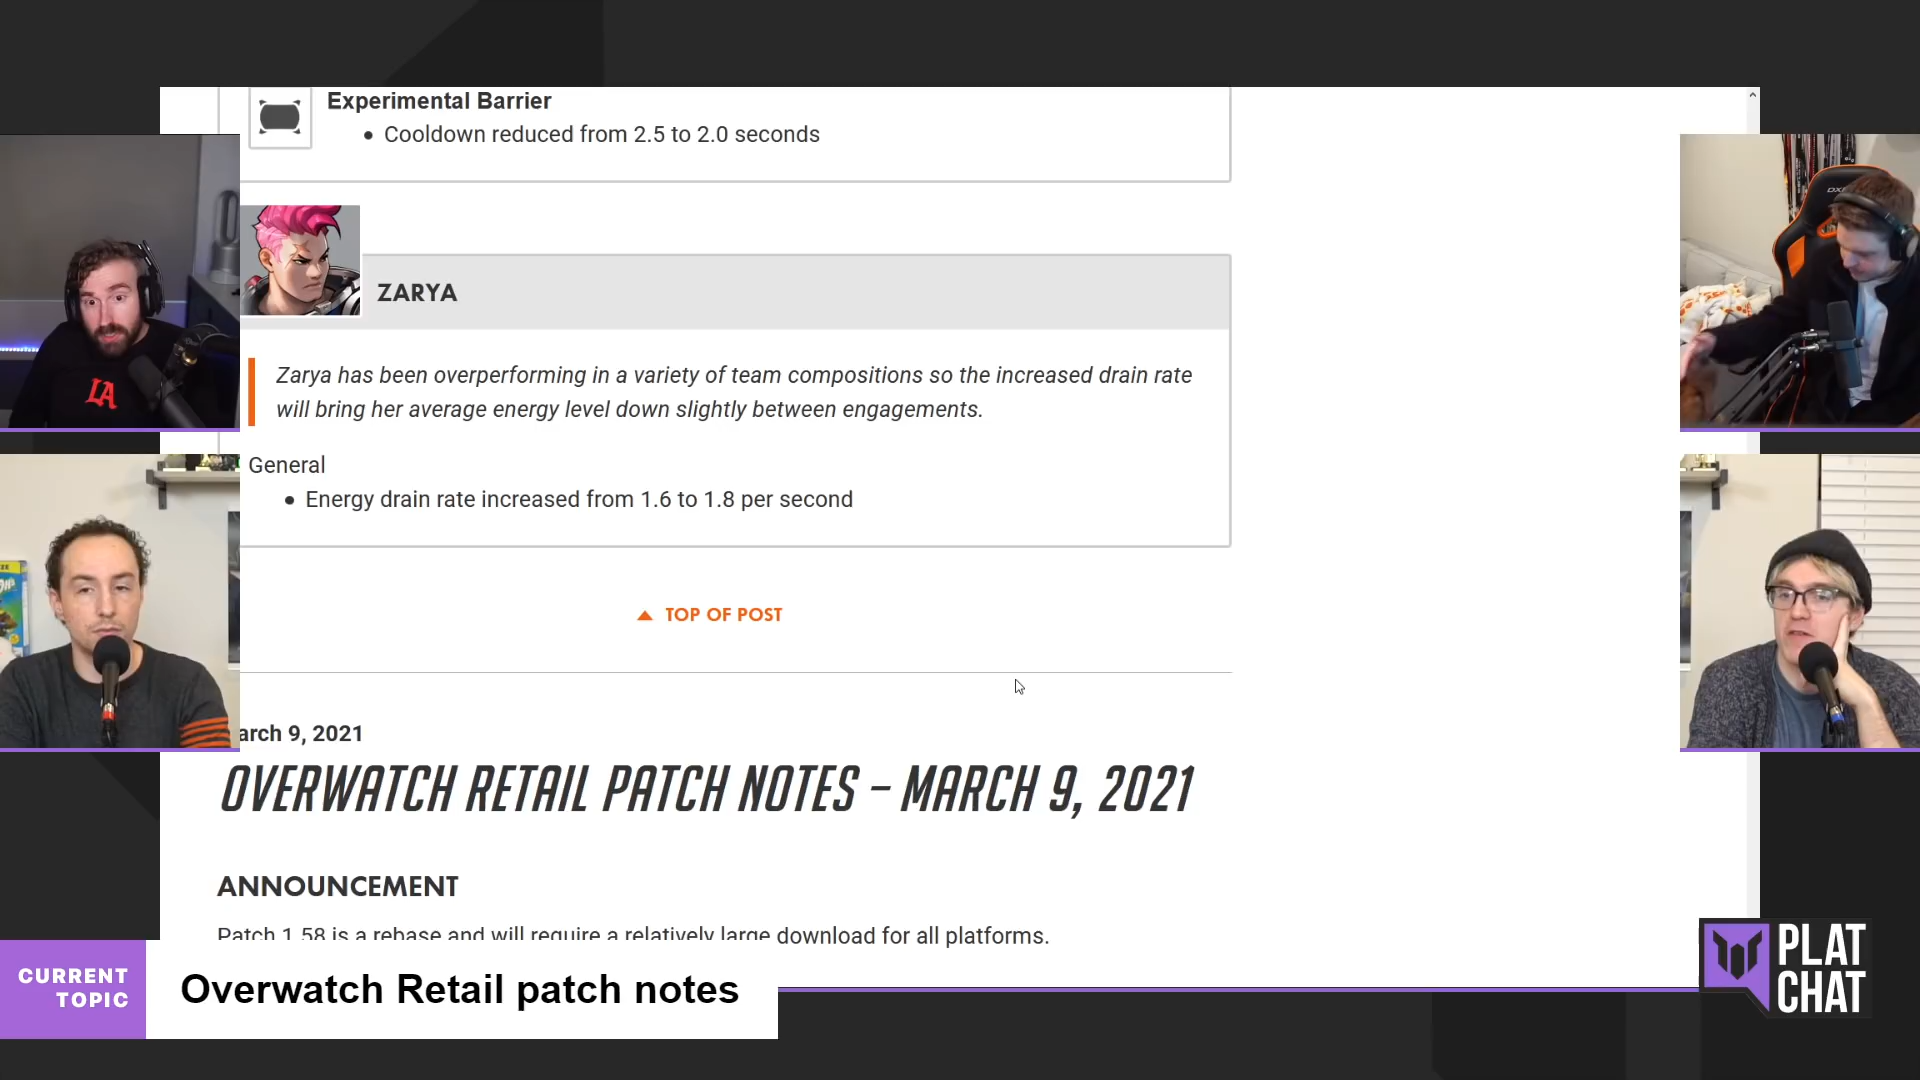 Experimental Barrier
• Cooldown reduced from 2.5 to 2.0 seconds
ZARYA
Zarya has been overperforming in a variety of team compositions so the increased drain rate
will bring her average energy level down slightly between engagements.
General
• Energy drain rate increased from 1.6 to 1.8 per second
TOP OF POST
arch 9, 2021
OVERWATCH RETAIL PATCH NOTES – MARCH 9, 2021
ANNOUNCEMENT
Patch 1.58 is a rebase and will require a relatively large download for all platforms.
CURRENT
TOPIC
Overwatch Retail patch notes
PLAT
CHAT
LA